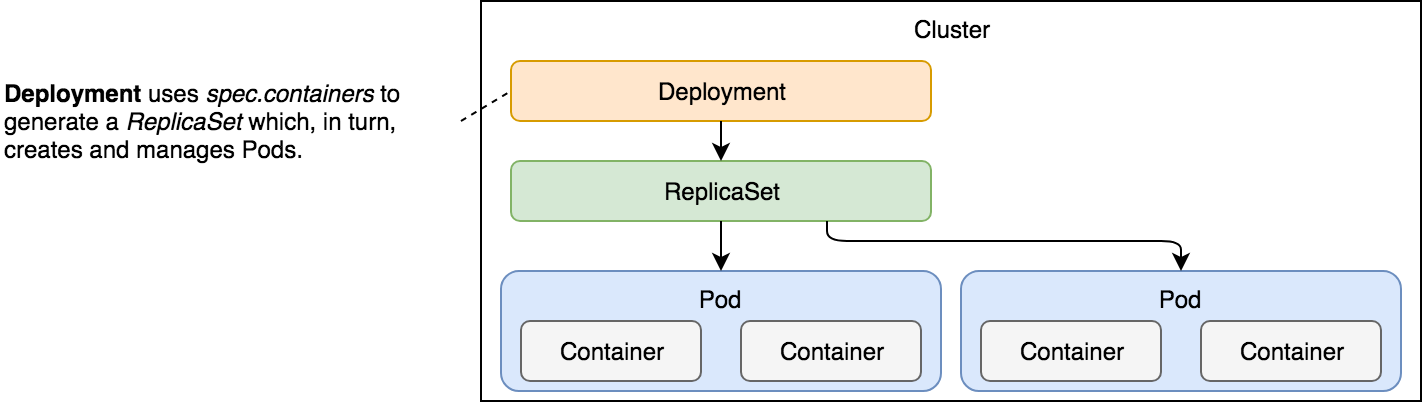 Cluster
Deployment uses spec.containers to
generate a ReplicaSet which, in turn,
creates and manages Pods.
Deployment
ReplicaSet
Pod
Container
Container
Pod
Container
Container